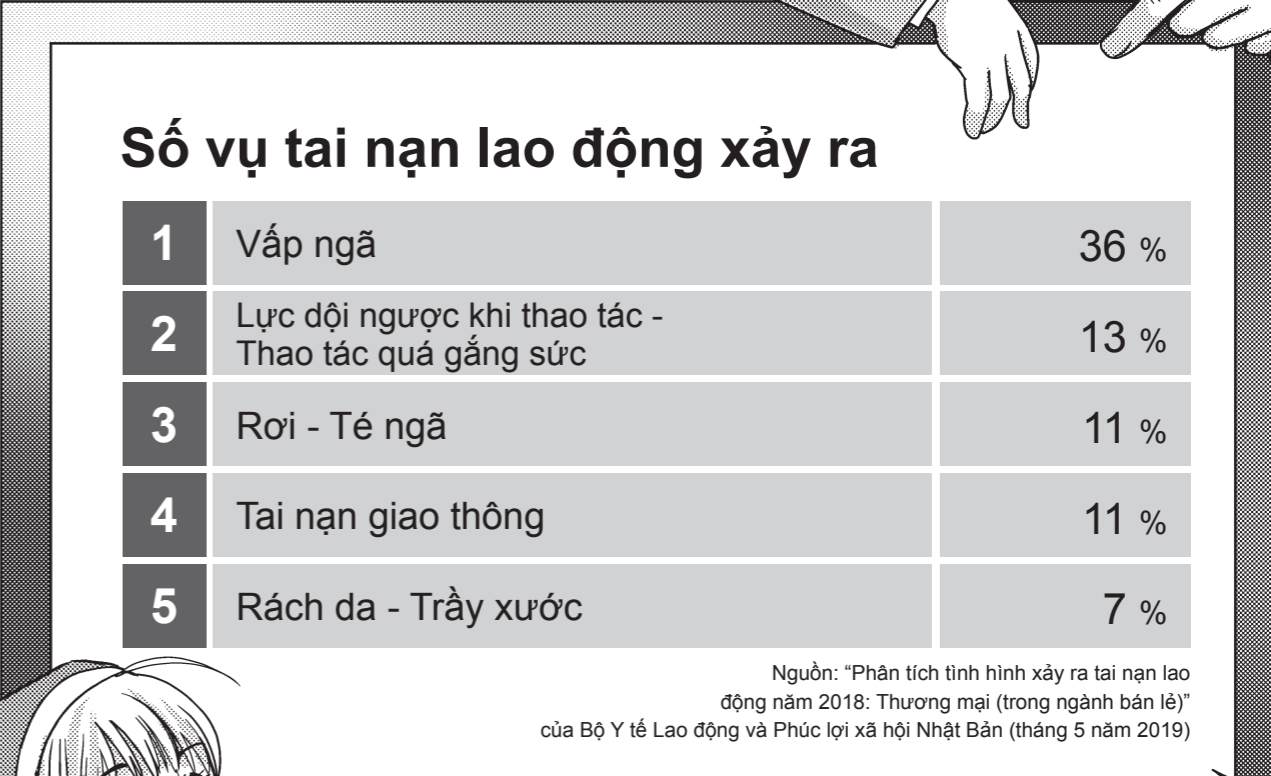 Số vụ tai nạn lao động xảy ra
1 Vấp ngã 36 %
2 Lực dội ngược khi thao tác -
Thao tác quá gắng sức 13 %
3 Rơi - Té ngã 11 %
4 Tai nạn giao thông 11 %
5 Rách da - Trầy xước 7 %
Nguồn: “Phân tích tình hình xảy ra tai nạn lao
động năm 2018: Thương mại (trong ngành bán lẻ)”
của Bộ Y tế Lao động và Phúc lợi xã hội Nhật Bản (tháng 5 năm 2019)